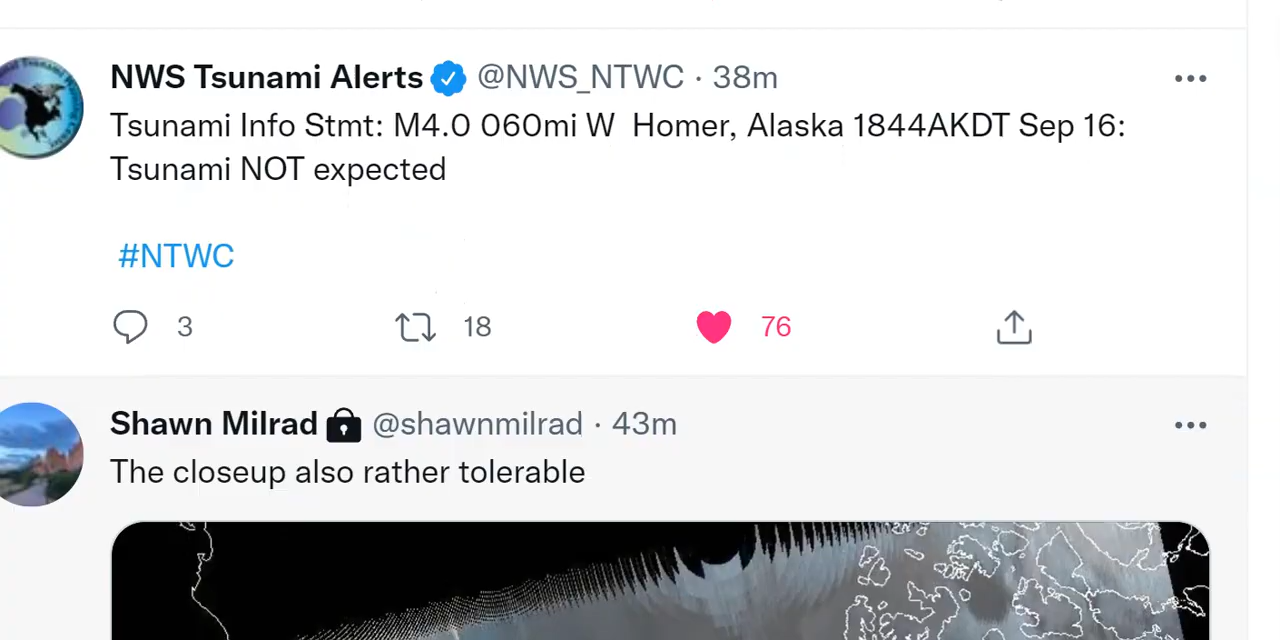 NWS Tsunami Alerts @NWS_NTWC · 38m
Tsunami Info Stmt: M4.0 060mi W  Homer, Alaska 1844AKDT Sep 16:
Tsunami NOT expected
#NTWC
3 18 76
Shawn Milrad @shawnmilrad · 43m
The closeup also rather tolerable